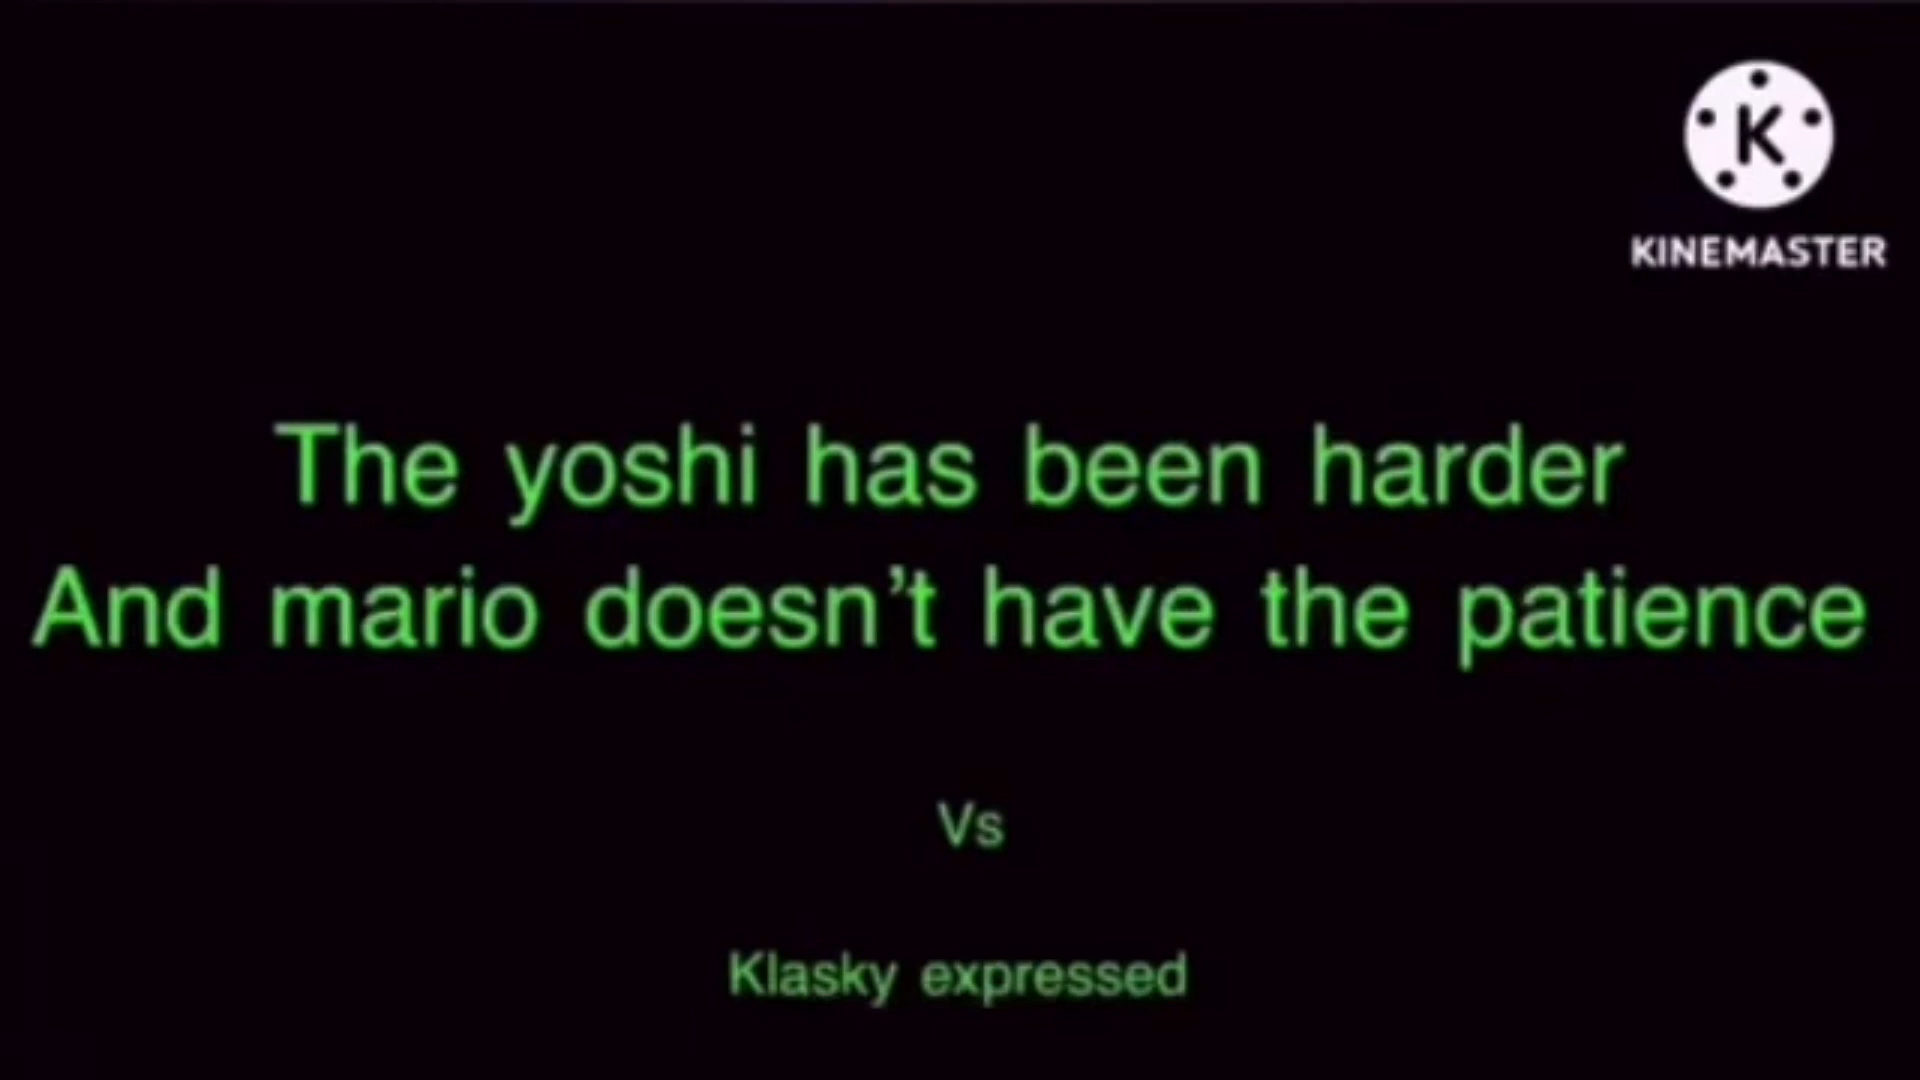 K
KINEMASTER
The yoshi has been harder
And mario doesn’t have the patience
Vs
Klasky expressed